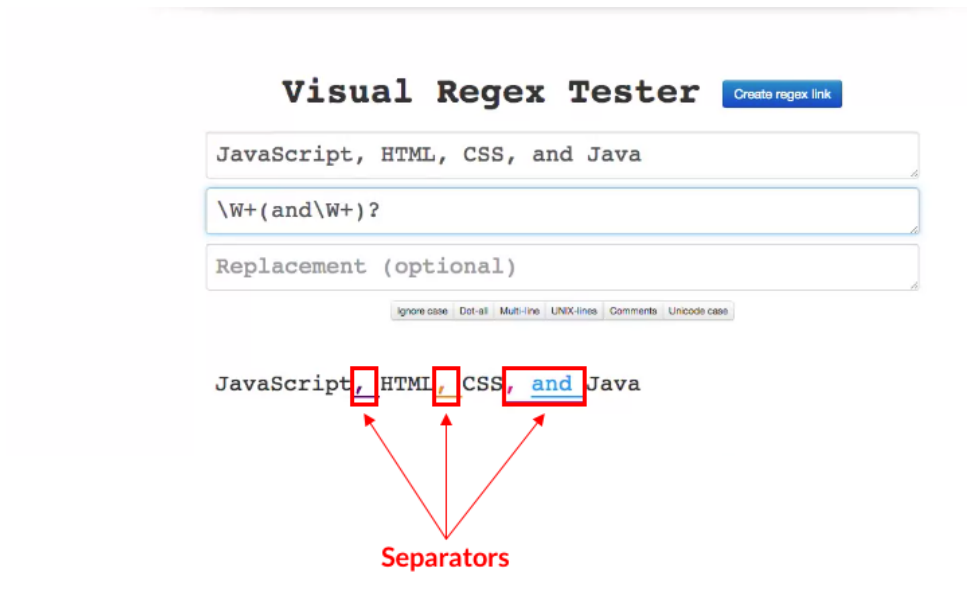 Visual Regex Tester Create regex link
JavaScript, HTML, CSS, and Java
\W+(and\W+)?
Replacement (optional)
Ignore case Dot-all Multi-line UNIX-lines Comments Unicode case
JavaScript, HTML, CSS, and Java
Separators